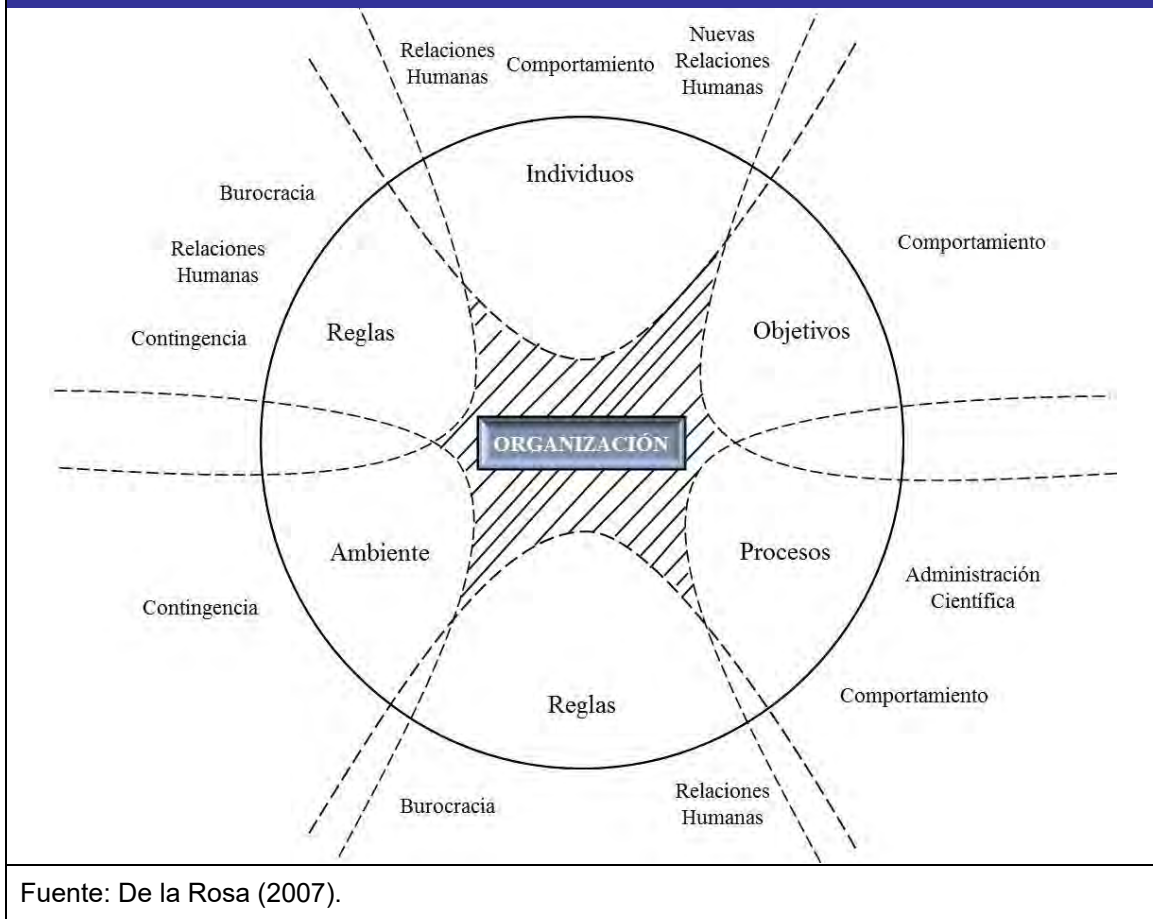 Relaciones
Humanas
Comportamiento
Nuevas
Relaciones
Humanas
Individuos
Burocracia
Relaciones
Humanas
Contingencia
Reglas
Comportamiento
Objetivos
ORGANIZACIÓN
Ambiente
Contingencia
Procesos
Administración
Científica
Comportamiento
Reglas
Burocracia
Relaciones
Humanas
Fuente: De la Rosa (2007).